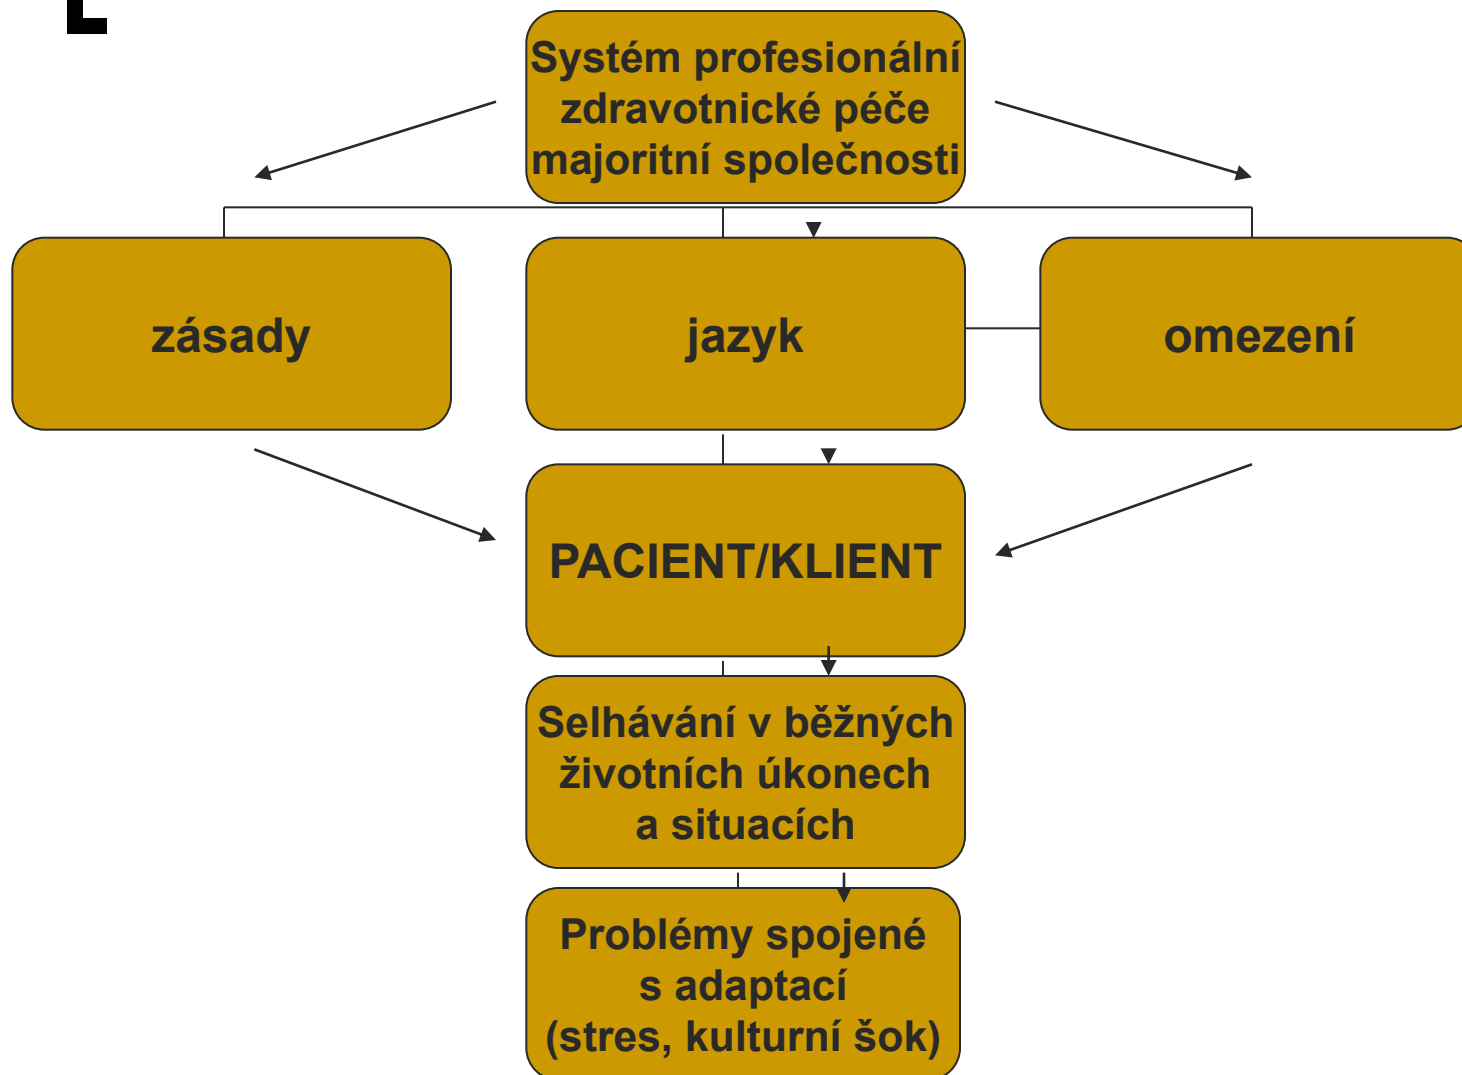 Systém profesionální
zdravotnické péče
majoritní společnosti
zásady
jazyk
omezení
PACIENT/KLIENT
Selhávání v běžných
životních úkonech
a situacích
Problémy spojené
s adaptací
(stres, kulturní šok)